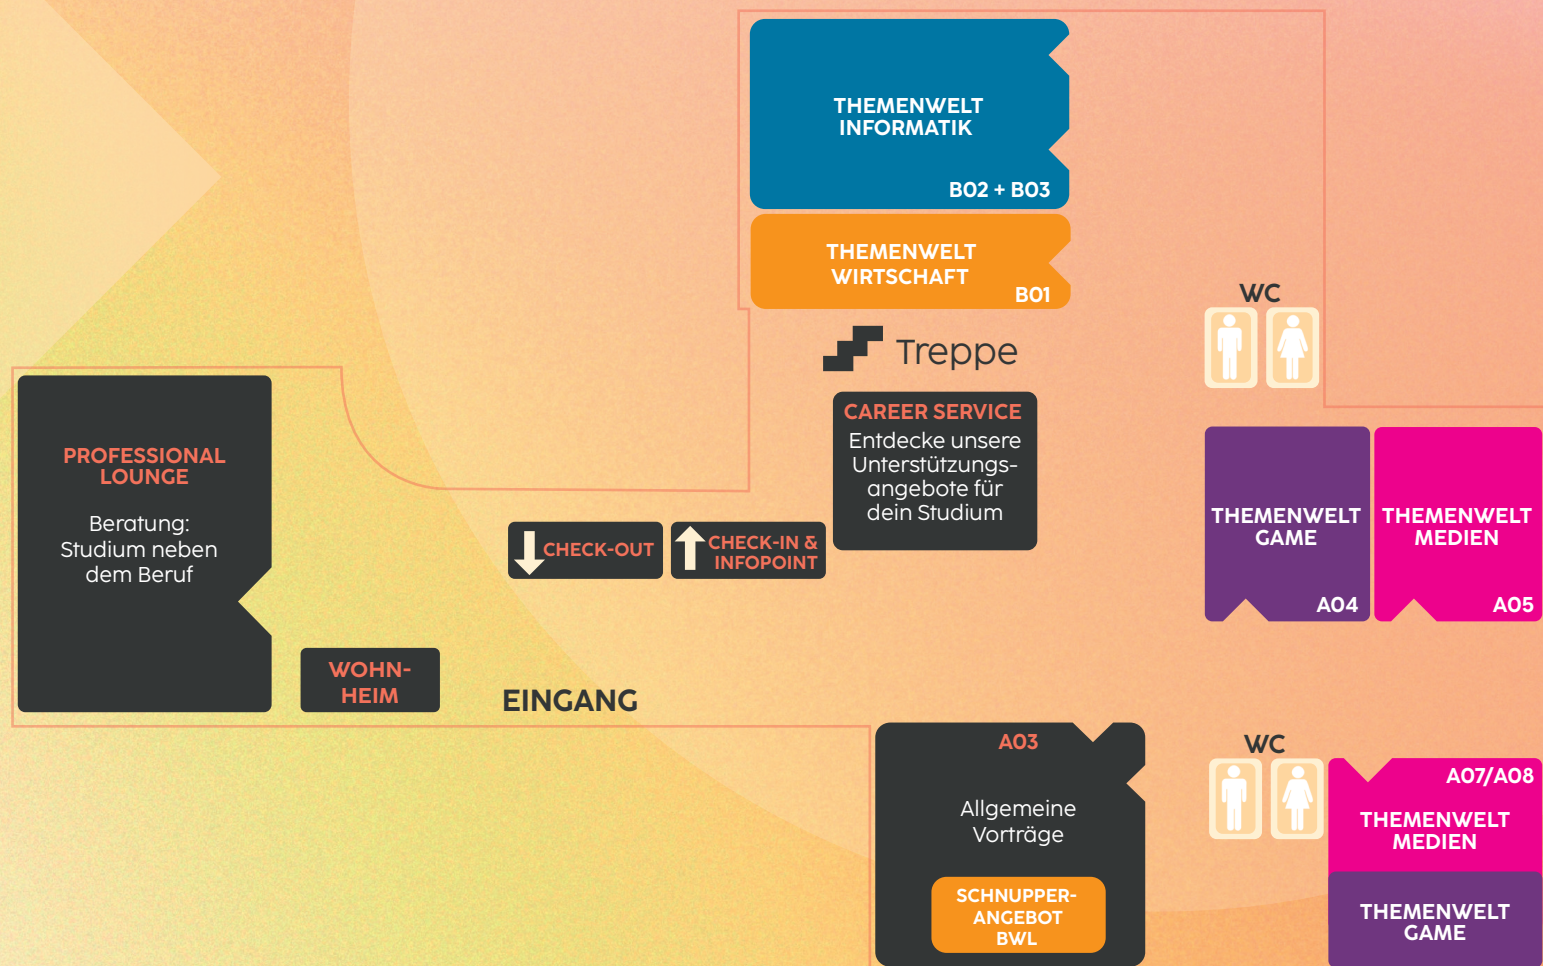 THEMENWELT
INFORMATIK
B02 + B03
THEMENWELT
WIRTSCHAFT
B01
WC
Treppe
CAREER SERVICE
Entdecke unsere
Unterstützungs-
angebote für
dein Studium
PROFESSIONAL
LOUNGE
Beratung:
Studium neben
dem Beruf
CHECK-OUT
CHECK-IN &
INFOPOINT
THEMENWELT
GAME
A04
THEMENWELT
MEDIEN
A05
WOHN-
HEIM
EINGANG
A03
Allgemeine
Vorträge
SCHNUPPER-
ANGEBOT
BWL
WC
A07/A08
THEMENWELT
MEDIEN
THEMENWELT
GAME